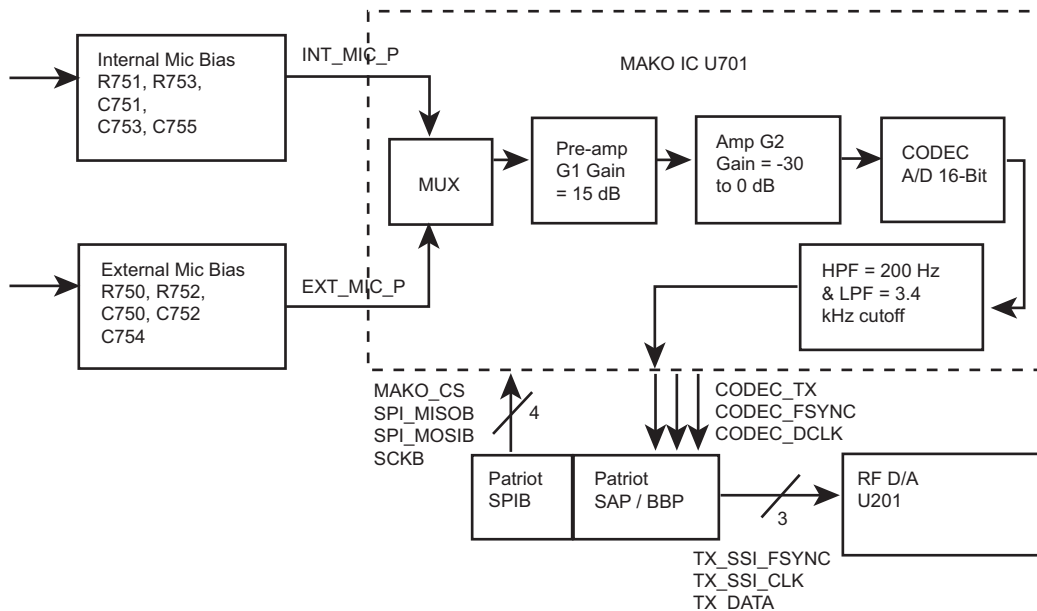 Internal Mic Bias
R751, R753,
C751,
C753, C755
INT_MIC_P
MAKO IC U701
MUX
Pre-amp
G1 Gain
= 15 dB
Amp G2
Gain = -30
to 0 dB
CODEC
A/D 16-Bit
External Mic Bias
R750, R752,
C750, C752
C754
EXT_MIC_P
HPF = 200 Hz
& LPF = 3.4
kHz cutoff
MAKO_CS
SPI_MISOB
SPI_MOSIB
SCKB
4
CODEC_TX
CODEC_FSYNC
CODEC_DCLK
Patriot
SPIB
Patriot
SAP / BBP
3
RF D/A
U201
TX_SSI_FSYNC
TX_SSI_CLK
TX_DATA